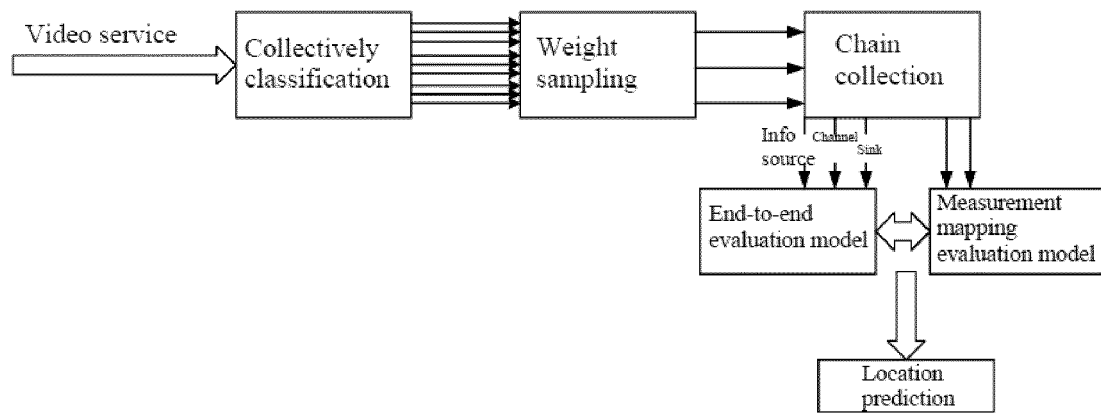 Video service
Collectively
classification
Weight
sampling
Chain
collection
Info
source
Channel
Sink
End-to-end
evaluation model
Measurement
mapping
evaluation model
Location
prediction